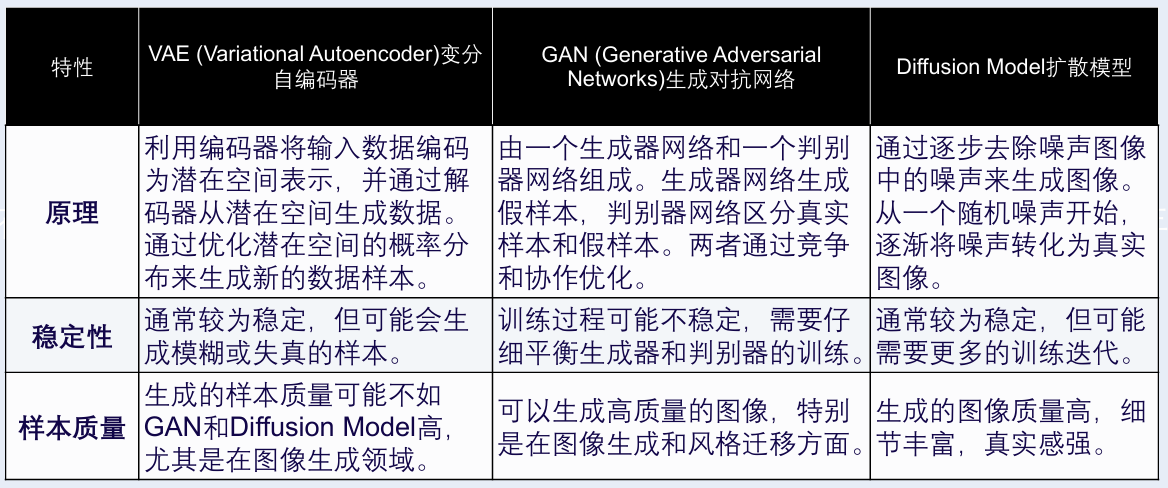 特性
VAE (Variational Autoencoder)变分
自编码器
GAN (Generative Adversarial
Networks)生成对抗网络
Diffusion Model扩散模型
原理
利用编码器将输入数据编码
为潜在空间表示，并通过解
码器从潜在空间生成数据。
通过优化潜在空间的概率分
布来生成新的数据样本。
由一个生成器网络和一个判别
器网络组成。生成器网络生成
假样本，判别器网络区分真实
样本和假样本。两者通过竞争
和协作优化。
通过逐步去除噪声图像
中的噪声来生成图像。
从一个随机噪声开始，
逐渐将噪声转化为真实
图像。
稳定性
通常较为稳定，但可能会生
成模糊或失真的样本。
训练过程可能不稳定，需要仔
细平衡生成器和判别器的训练。
通常较为稳定，但可能
需要更多的训练迭代。
样本质量
生成的样本质量可能不如
GAN和Diffusion Model高，
尤其是在图像生成领域。
可以生成高质量的图像，特别
是在图像生成和风格迁移方面。
生成的图像质量高，细
节丰富，真实感强。